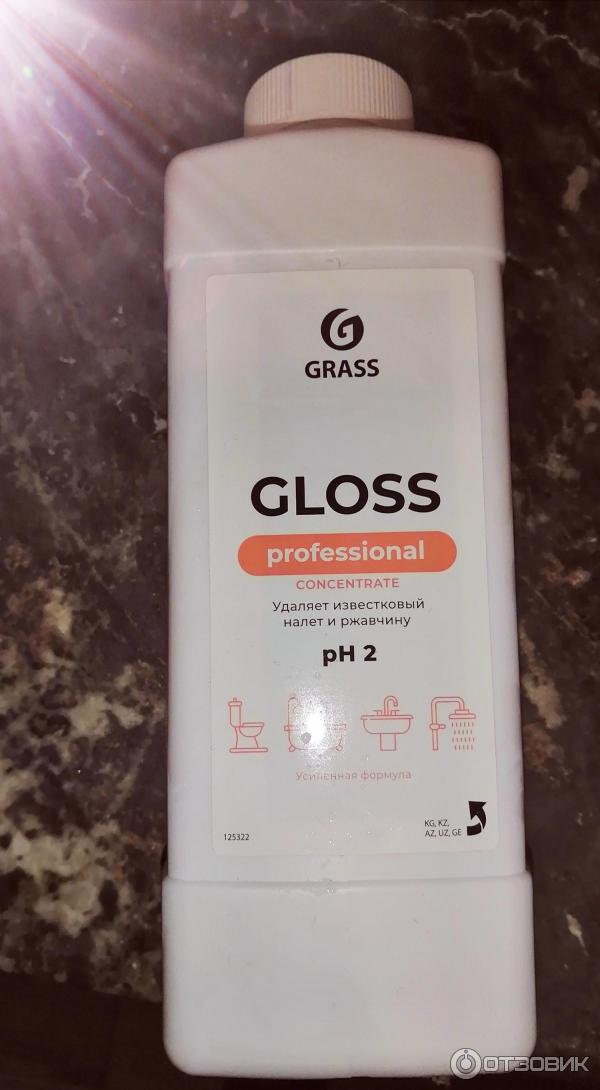 GRASS
GLOSS
professional
CONCENTRATE
Удаляет известковый
налет и ржавчину
pH 2
Усиленная формула
125322
KG, KZ,
AZ, UZ, GE
ОТЗОВИК